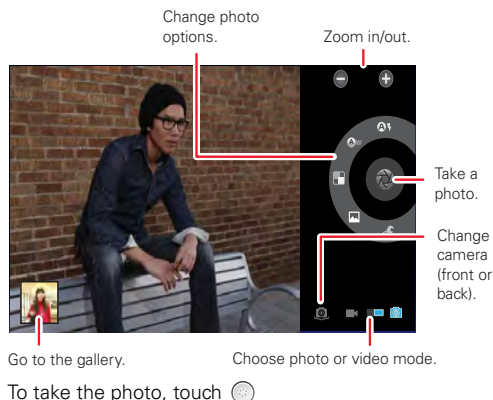 Change photo
options.
Zoom in/out.
Take a
photo.
Change
camera
(front or
back).
Go to the gallery.
Choose photo or video mode.
To take the photo, touch